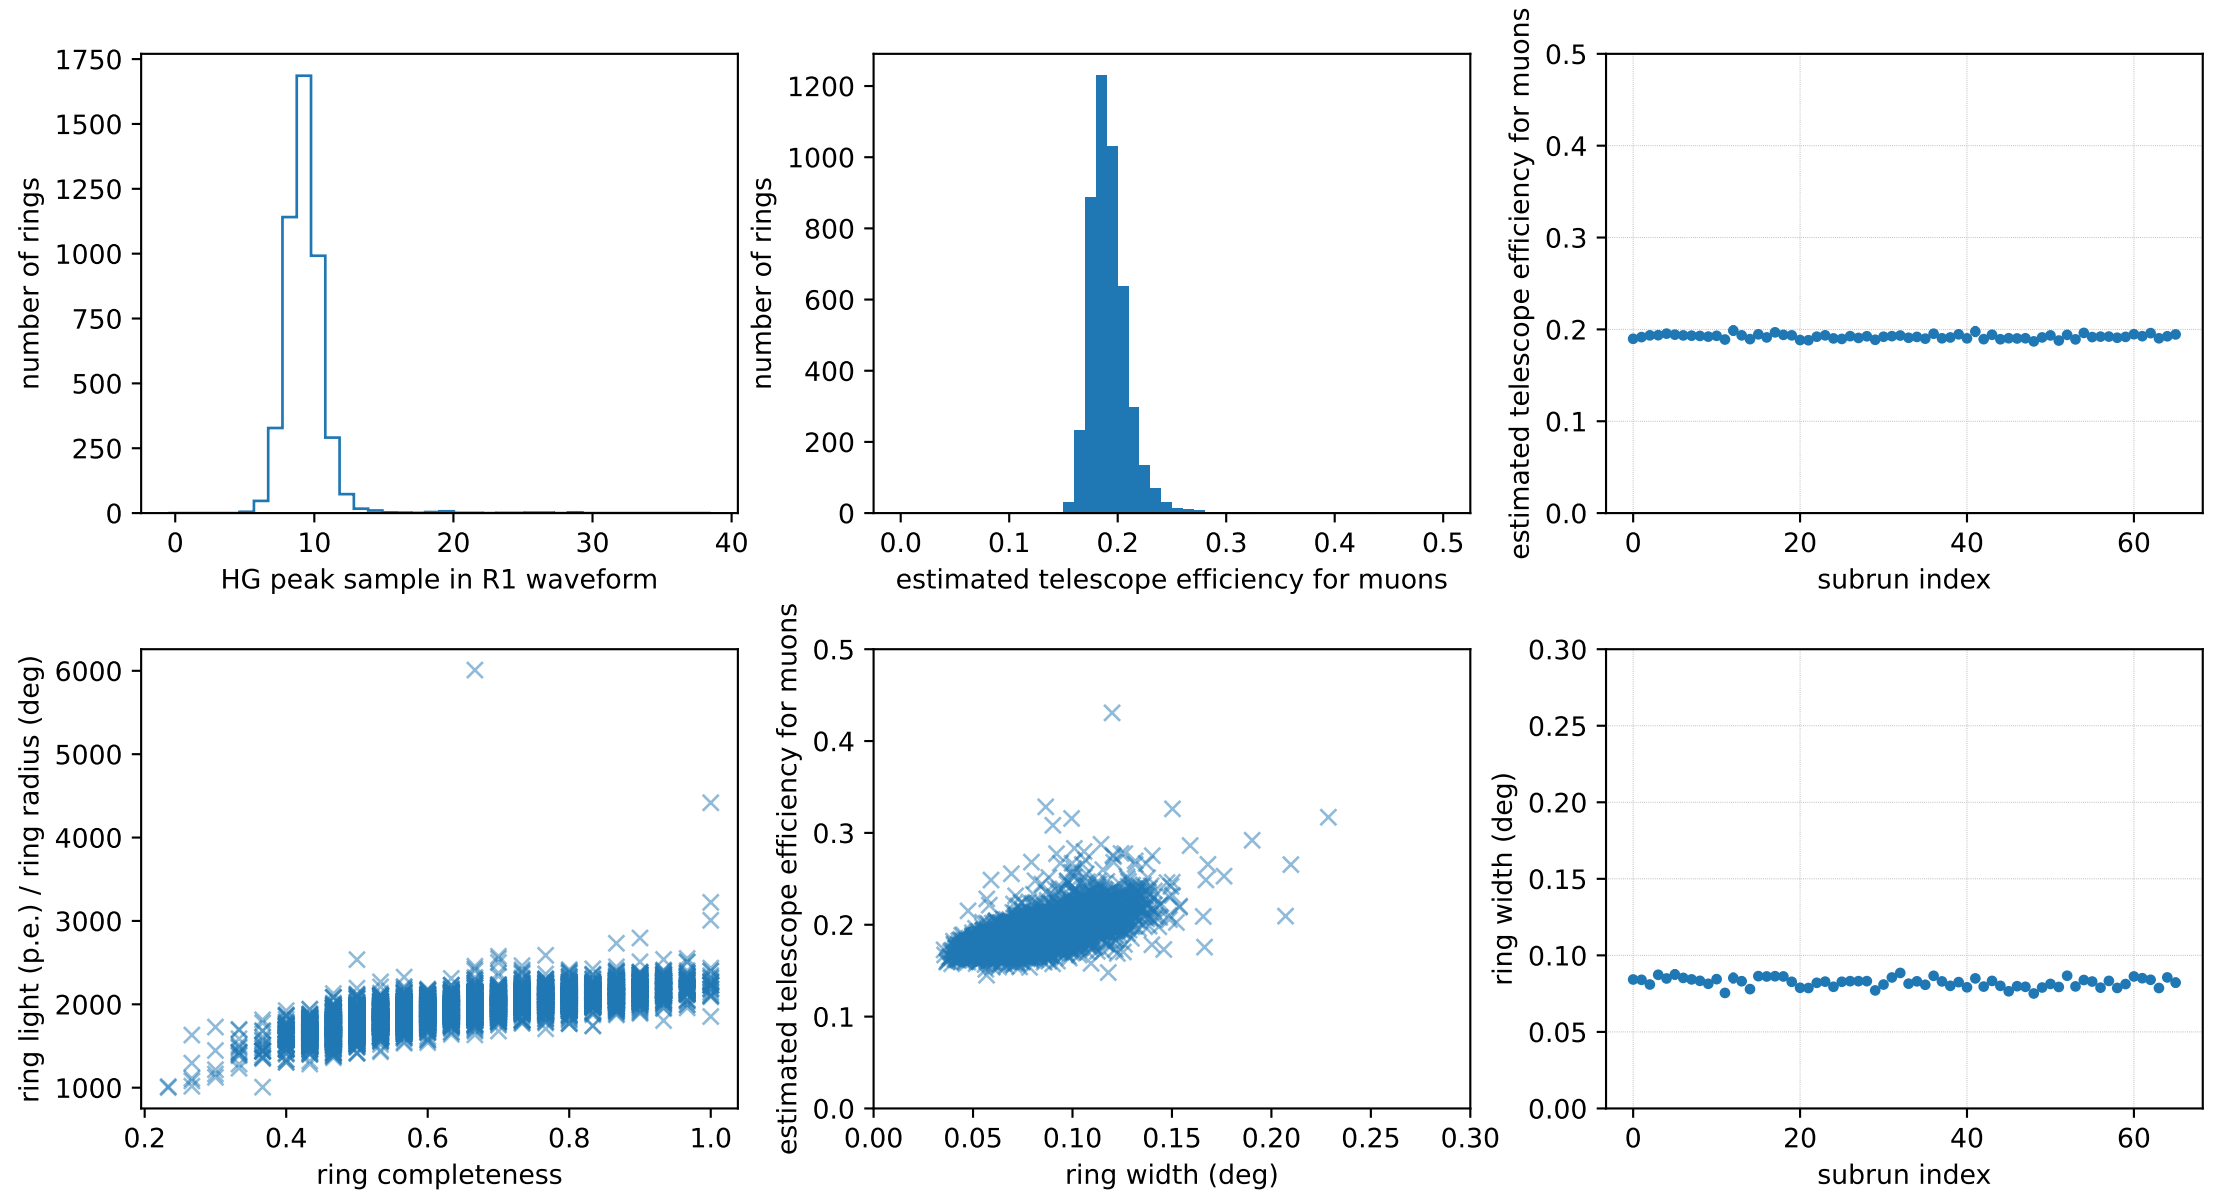 1750
1500
1250
1000
750
500
250
0
number of rings
0 10 20 30 40
HG peak sample in R1 waveform
1200
1000
800
600
400
200
0
number of rings
0.0 0.1 0.2 0.3 0.4 0.5
estimated telescope efficiency for muons
0.5
0.4
0.3
0.2
0.1
0.0
estimated telescope efficiency for muons
0 20 40 60
subrun index
6000
5000
4000
3000
2000
1000
ring light (p.e.) / ring radius (deg)
0.2 0.4 0.6 0.8 1.0
ring completeness
0.5
0.4
0.3
0.2
0.1
0.0
estimated telescope efficiency for muons
0.00 0.05 0.10 0.15 0.20 0.25 0.30
ring width (deg)
0.30
0.25
0.20
0.15
0.10
0.05
0.00
ring width (deg)
0 20 40 60
subrun index